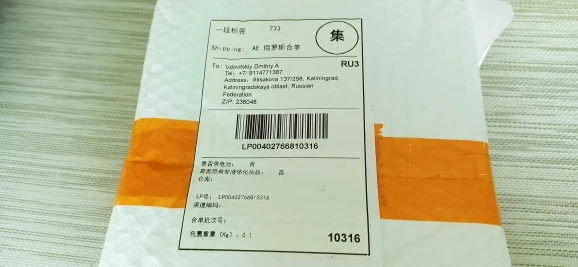 一段标签 733
集
Shipping: AE 俄罗斯合单
RU3
To: Vdovitskiy Dmitriy A
Tel: +7/ 9114771387
Address: Aksakova 137/258, Kaliningrad,
Kaliningradskaya oblast, Russian
Federation
ZIP: 236048
LP00402766810316
是否带电池: 否
是否带有非液体化妆品: 否
仓库:
LP号: LP00402766810316
渠道编码:
合单批次号:
包裹重量 (Kg): 0.1
10316